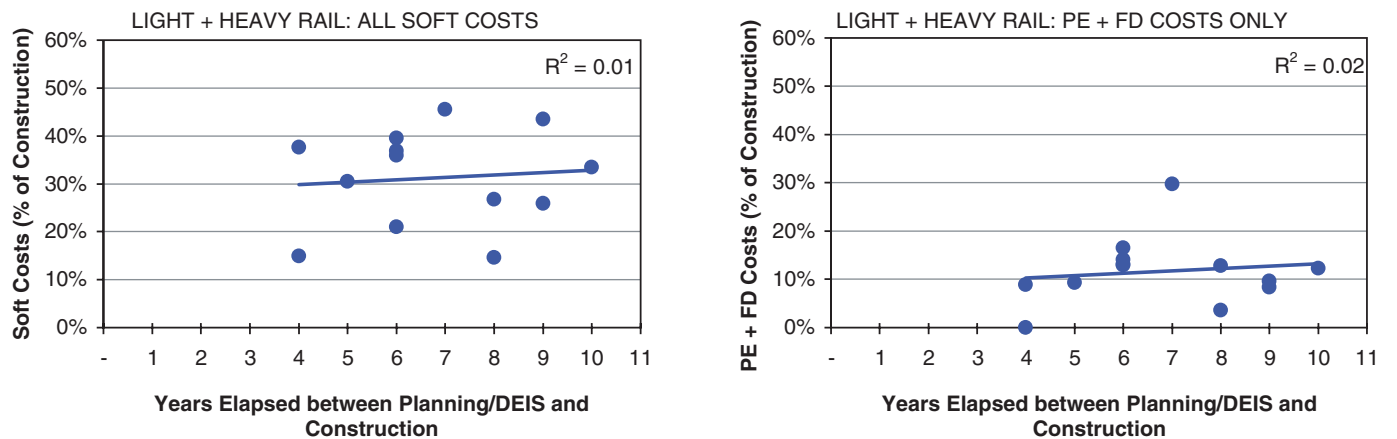 LIGHT + HEAVY RAIL: ALL SOFT COSTS
Soft Costs (% of Construction)
60%
50%
40%
30%
20%
10%
0%
R² = 0.01
- 1 2 3 4 5 6 7 8 9 10 11
Years Elapsed between Planning/DEIS and
Construction
LIGHT + HEAVY RAIL: PE + FD COSTS ONLY
PE + FD Costs (% of Construction)
60%
50%
40%
30%
20%
10%
0%
R² = 0.02
- 1 2 3 4 5 6 7 8 9 10 11
Years Elapsed between Planning/DEIS and
Construction